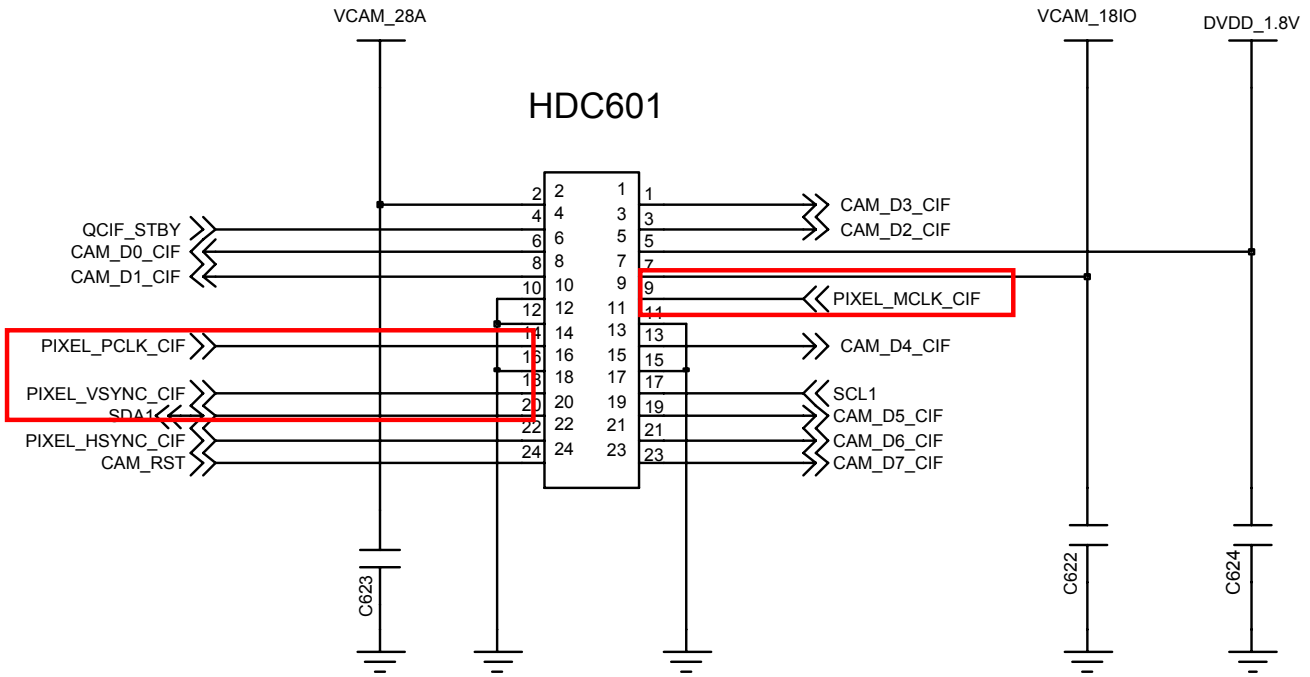 VCAM_28A
VCAM_18IO
DVDD_1.8V
HDC601
2 2 1 1 CAM_D3_CIF
QCIF_STBY 4 4 3 3 CAM_D2_CIF
CAM_D0_CIF 6 6 5 5
CAM_D1_CIF 8 8 7 7
10 10 9 9 PIXEL_MCLK_CIF
12 12 11 11
PIXEL_PCLK_CIF 14 14 13 13 CAM_D4_CIF
16 16 15 15
PIXEL_VSYNC_CIF 18 18 17 17 SCL1
SDA1 20 20 19 19 CAM_D5_CIF
PIXEL_HSYNC_CIF 22 22 21 21 CAM_D6_CIF
CAM_RST 24 24 23 23 CAM_D7_CIF
C623
C622
C624